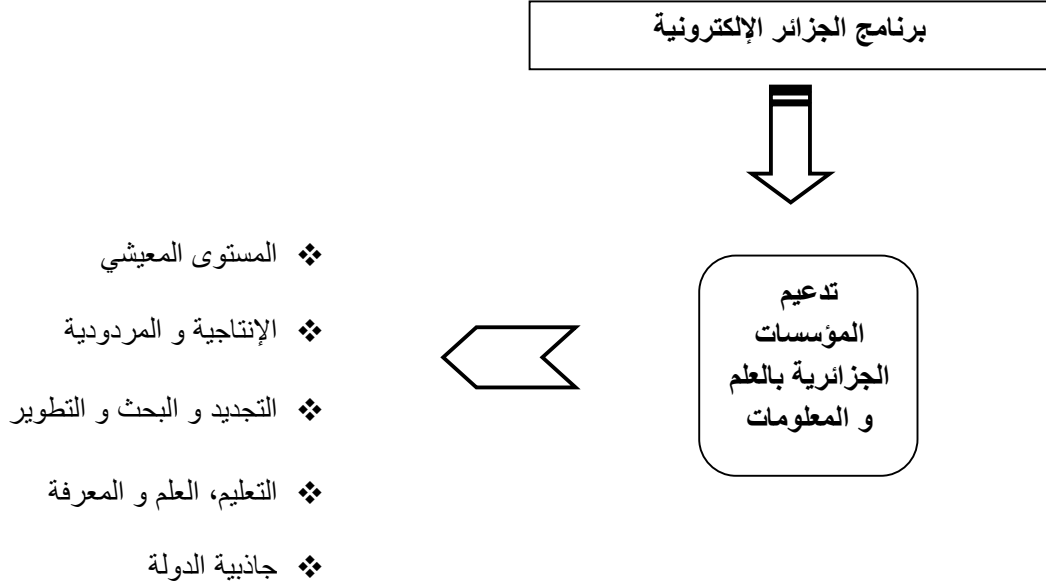 برنامج الجزائر الإلكترونية
تدعيم
المؤسسات
الجزائرية بالعلم
و المعلومات
❖ المستوى المعيشي
❖ الإنتاجية و المردودية
❖ التجديد و البحث و التطوير
❖ التعليم، العلم و المعرفة
❖ جاذبية الدولة